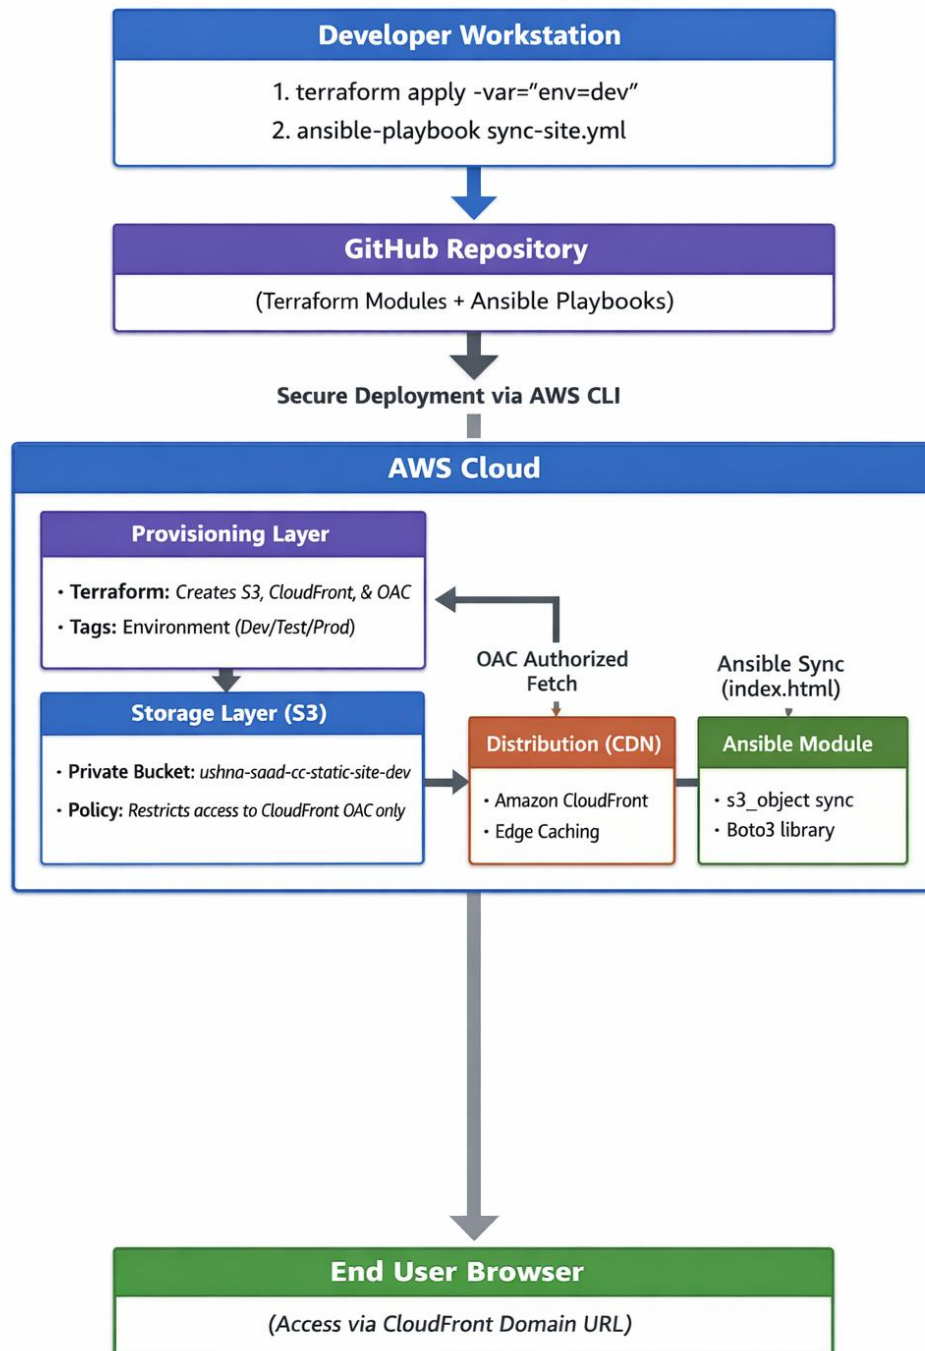 Developer Workstation
1. terraform apply -var=”env=dev”
2. ansible-playbook sync-site.yml
GitHub Repository
(Terraform Modules + Ansible Playbooks)
Secure Deployment via AWS CLI
AWS Cloud
Provisioning Layer
· Terraform: Creates S3, CloudFront, & OAC
· Tags: Environment (Dev/Test/Prod)
OAC Authorized
Fetch
Ansible Sync
(index.html)
Storage Layer (S3)
· Private Bucket: ushna-saad-cc-static-site-dev
· Policy: Restricts access to CloudFront OAC only
Distribution (CDN)
· Amazon CloudFront
· Edge Caching
Ansible Module
· s3_object sync
· Boto3 library
End User Browser
(Access via CloudFront Domain URL)